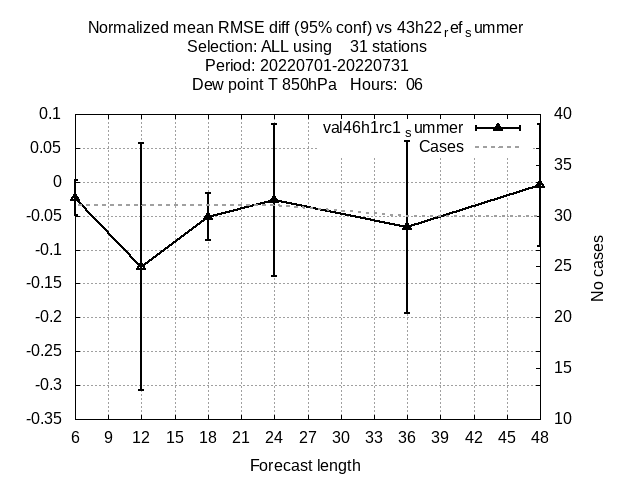 Normalized mean RMSE diff (95% conf) vs 43h22refsummer
Selection: ALL using    31 stations
Period: 20220701-20220731
Dew point T 850hPa   Hours:  06
0.1
0.05
0
-0.05
-0.1
-0.15
-0.2
-0.25
-0.3
-0.35
40
35
30
25
20
15
10
val46h1rc1summer
Cases
No cases
6 9 12 15 18 21 24 27 30 33 36 39 42 45 48
Forecast length